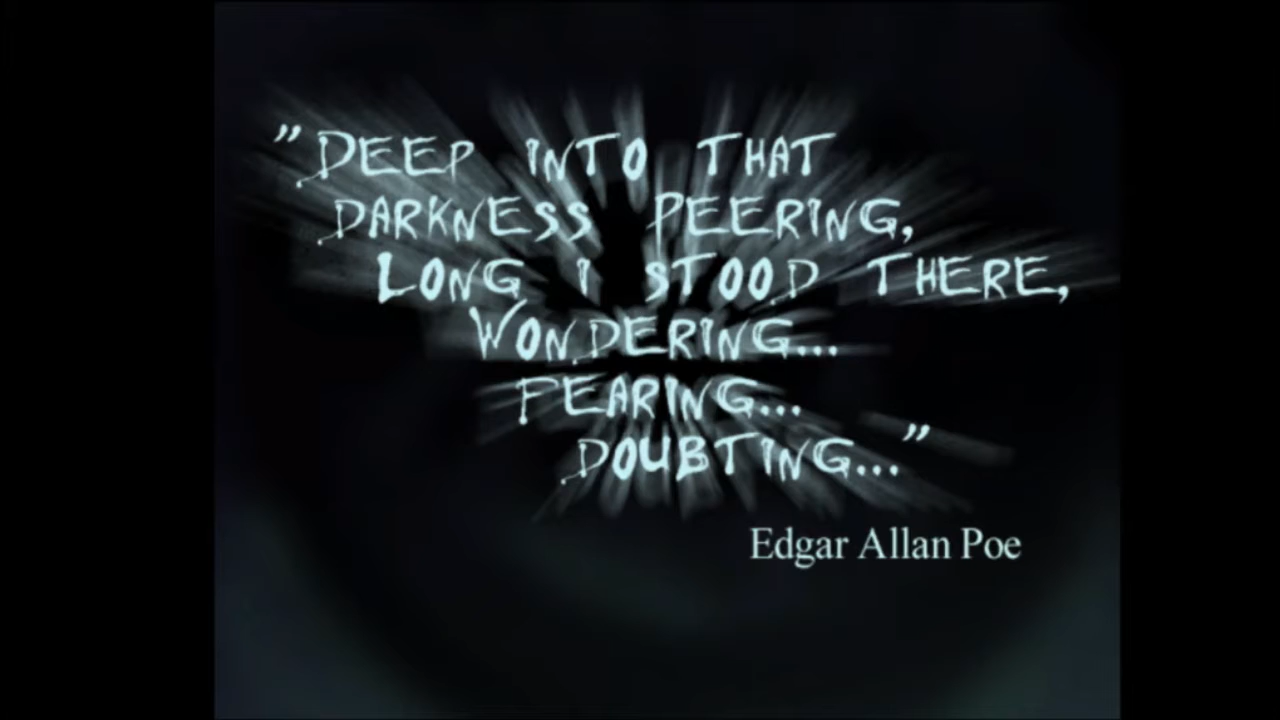 "DEEP INTO THAT
DARKNESS PEERING,
LONG I STOOD THERE,
WONDERING...
FEARING...
DOUBTING..."
Edgar Allan Poe